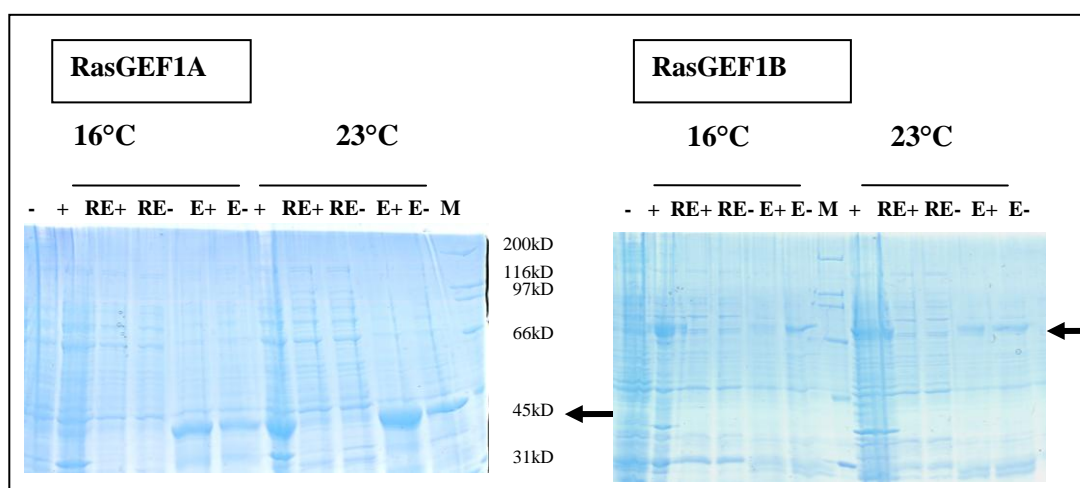 RasGEF1A
16°C 23°C
- + RE+ RE- E+ E- + RE+ RE- E+ E- M
200kD
116kD
97kD
66kD
45kD
31kD
RasGEF1B
16°C 23°C
- + RE+ RE- E+ E- M + RE+ RE- E+ E-